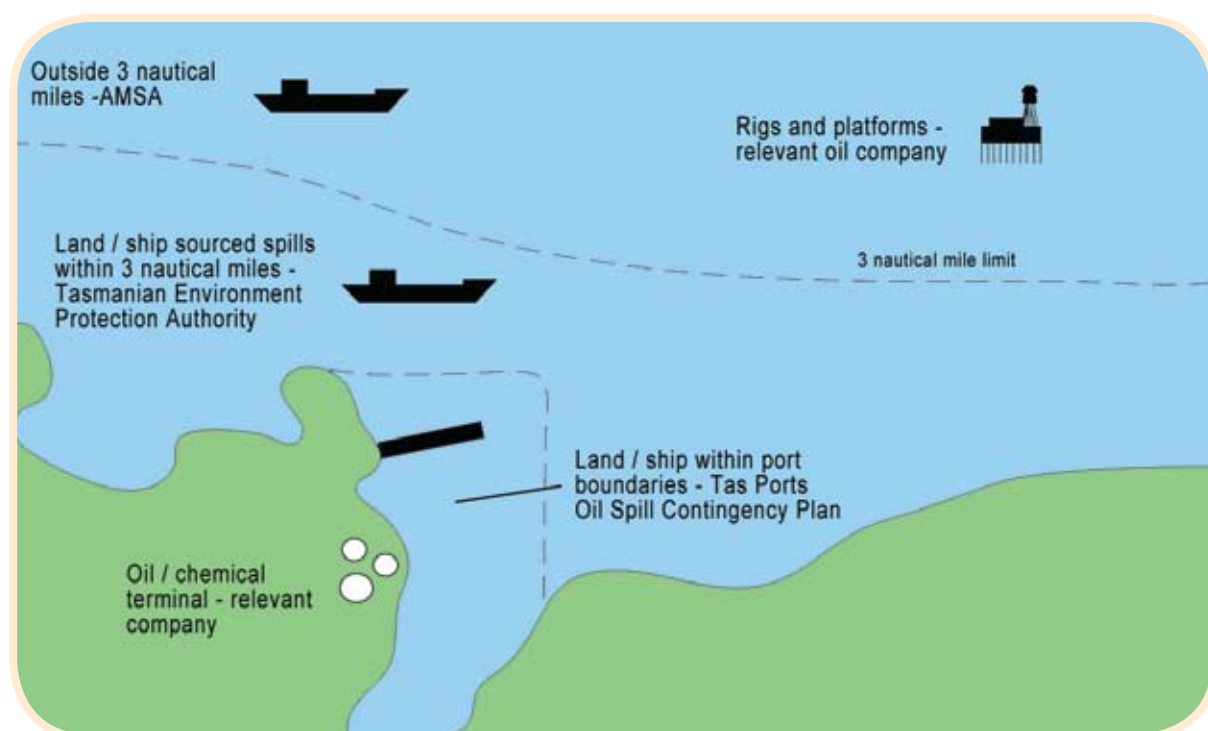 Outside 3 nautical
miles -AMSA
Rigs and platforms -
relevant oil company
Land / ship sourced spills
within 3 nautical miles -
Tasmanian Environment
Protection Authority
3 nautical mile limit
Land / ship within port
boundaries - Tas Ports
Oil Spill Contingency Plan
Oil / chemical
terminal - relevant
company